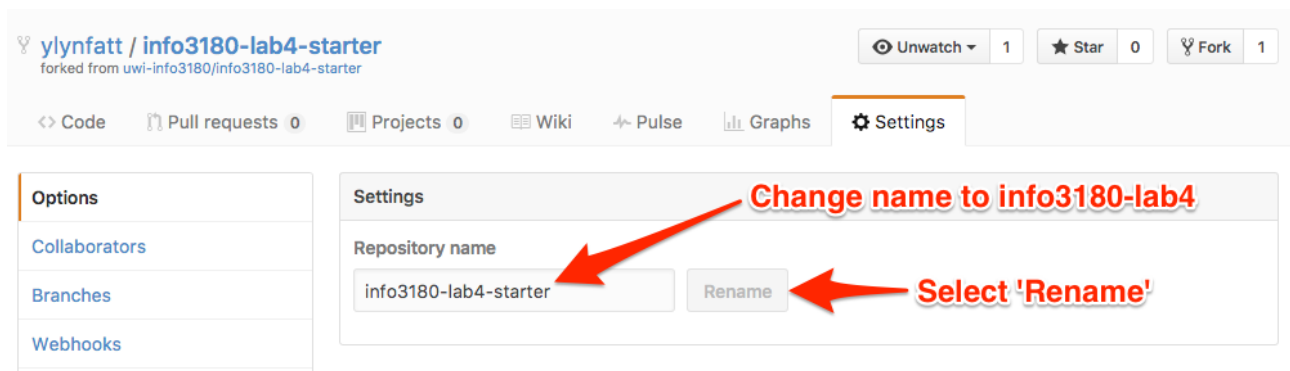 ylynfatt / info3180-lab4-starter
forked from uwi-info3180/info3180-lab4-starter
Unwatch 1 Star 0 Fork 1
Code Pull requests 0 Projects 0 Wiki Pulse Graphs Settings
Options
Collaborators
Branches
Webhooks
Settings
Change name to info3180-lab4
Repository name
info3180-lab4-starter Rename
Select 'Rename'